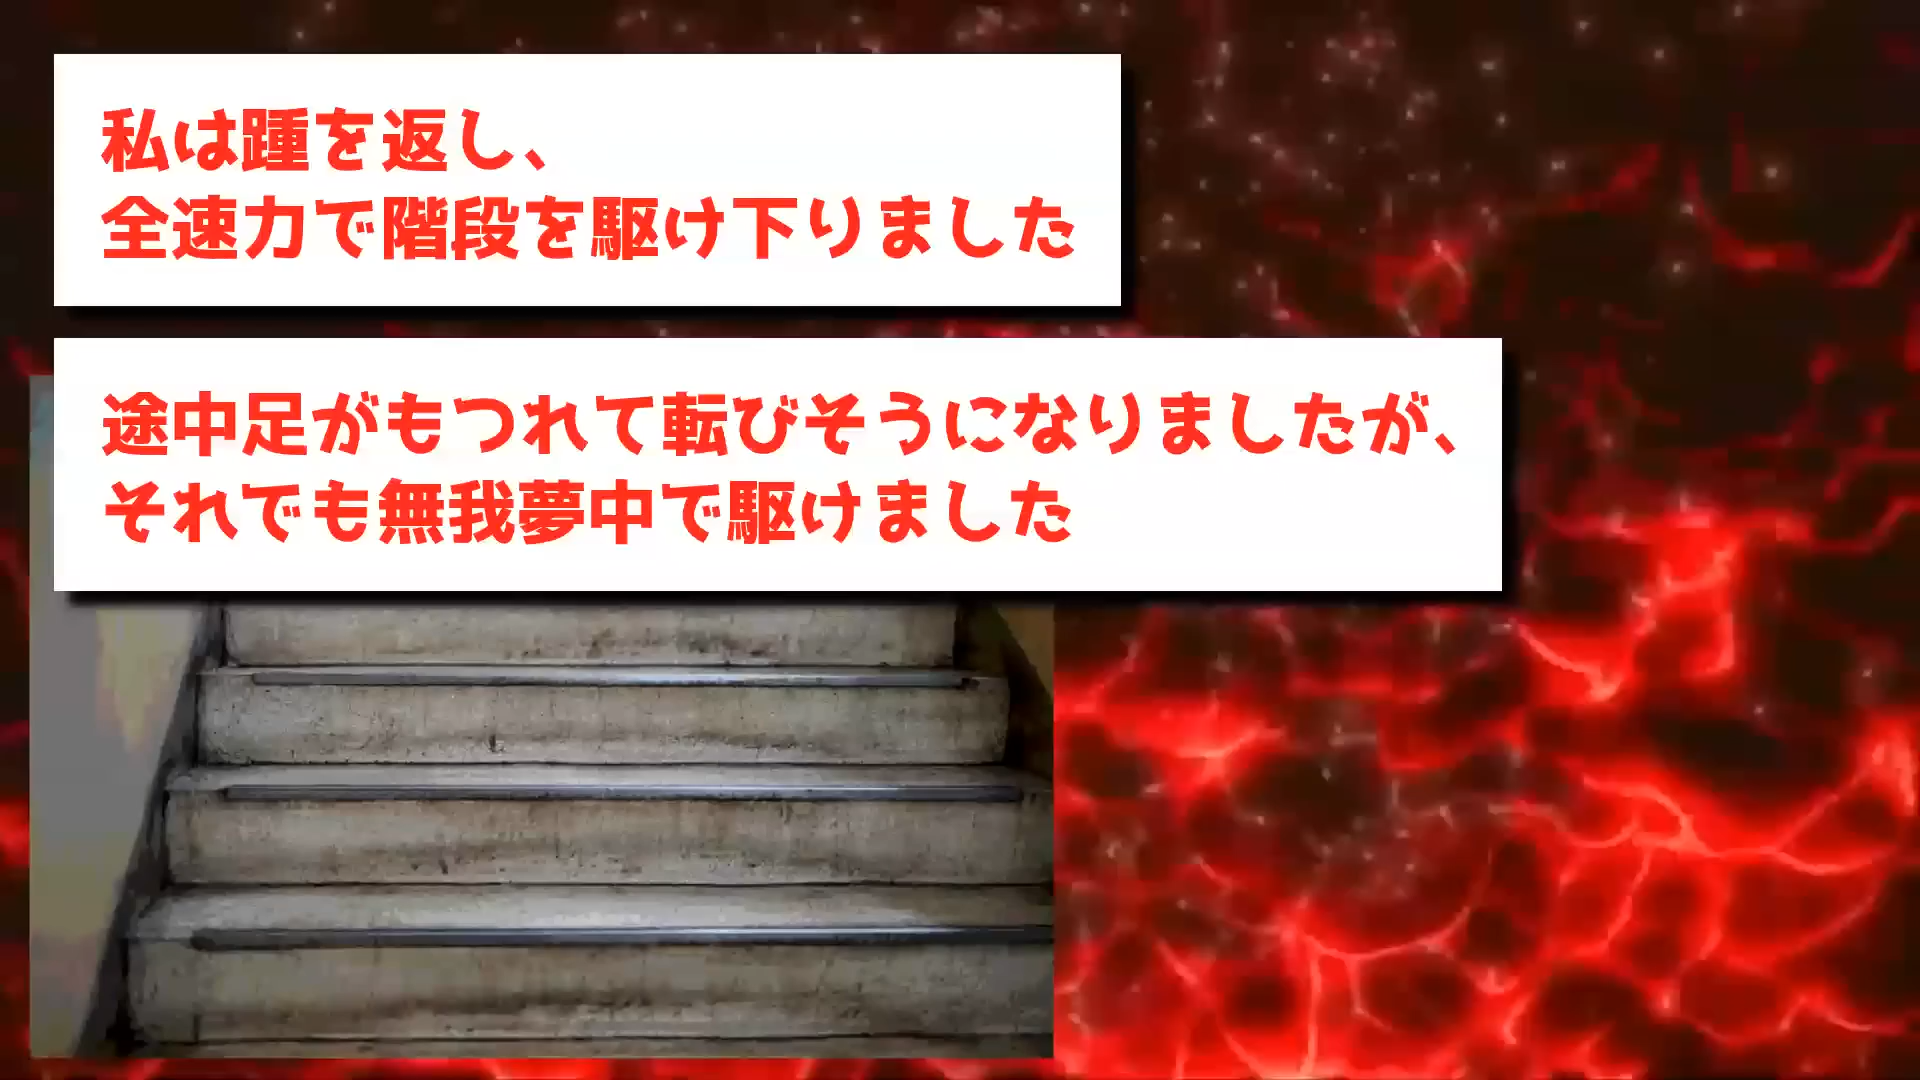 私は踵を返し、
全速力で階段を駆け下りました
途中足がもつれて転びそうになりましたが、
それでも無我夢中で駆けました